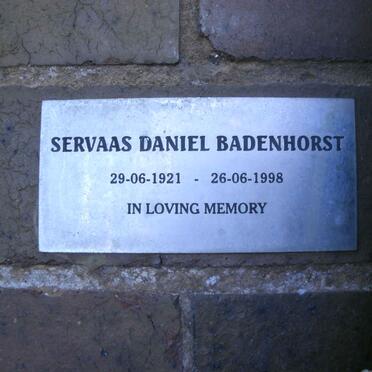 SERVAAS DANIEL BADENHORST
29-06-1921 - 26-06-1998
IN LOVING MEMORY